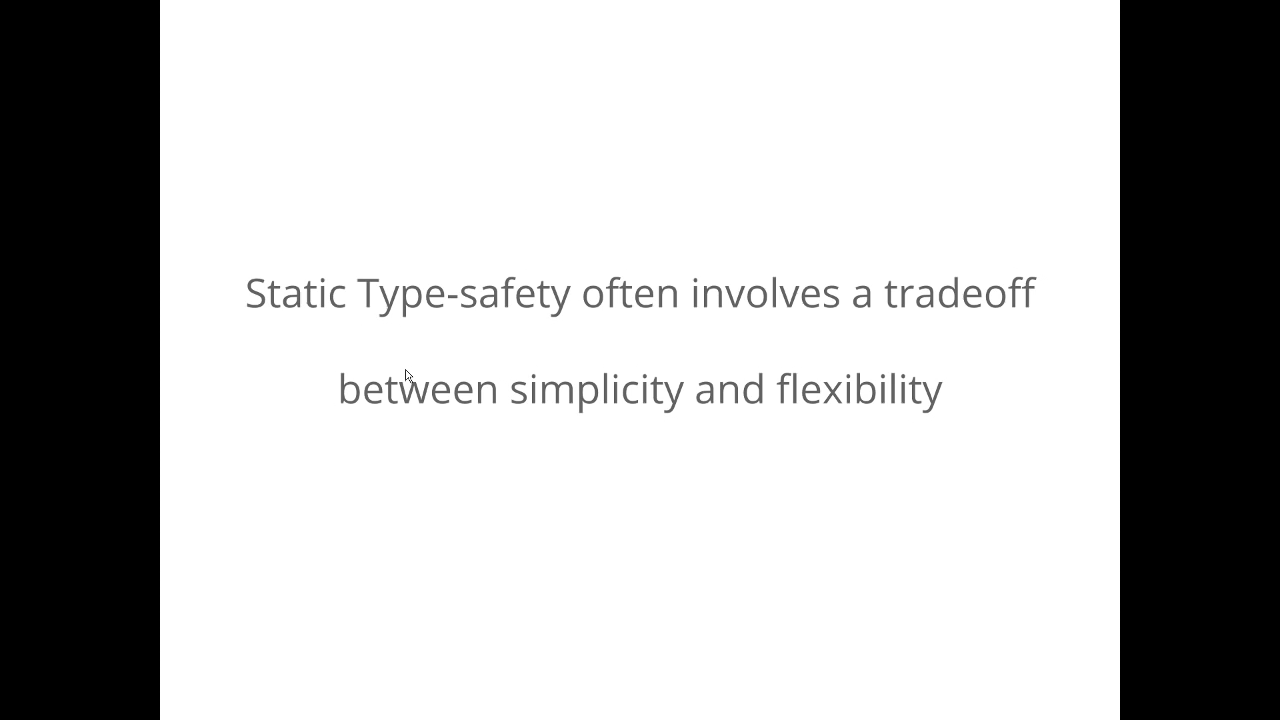 Static Type-safety often involves a tradeoff
between simplicity and flexibility